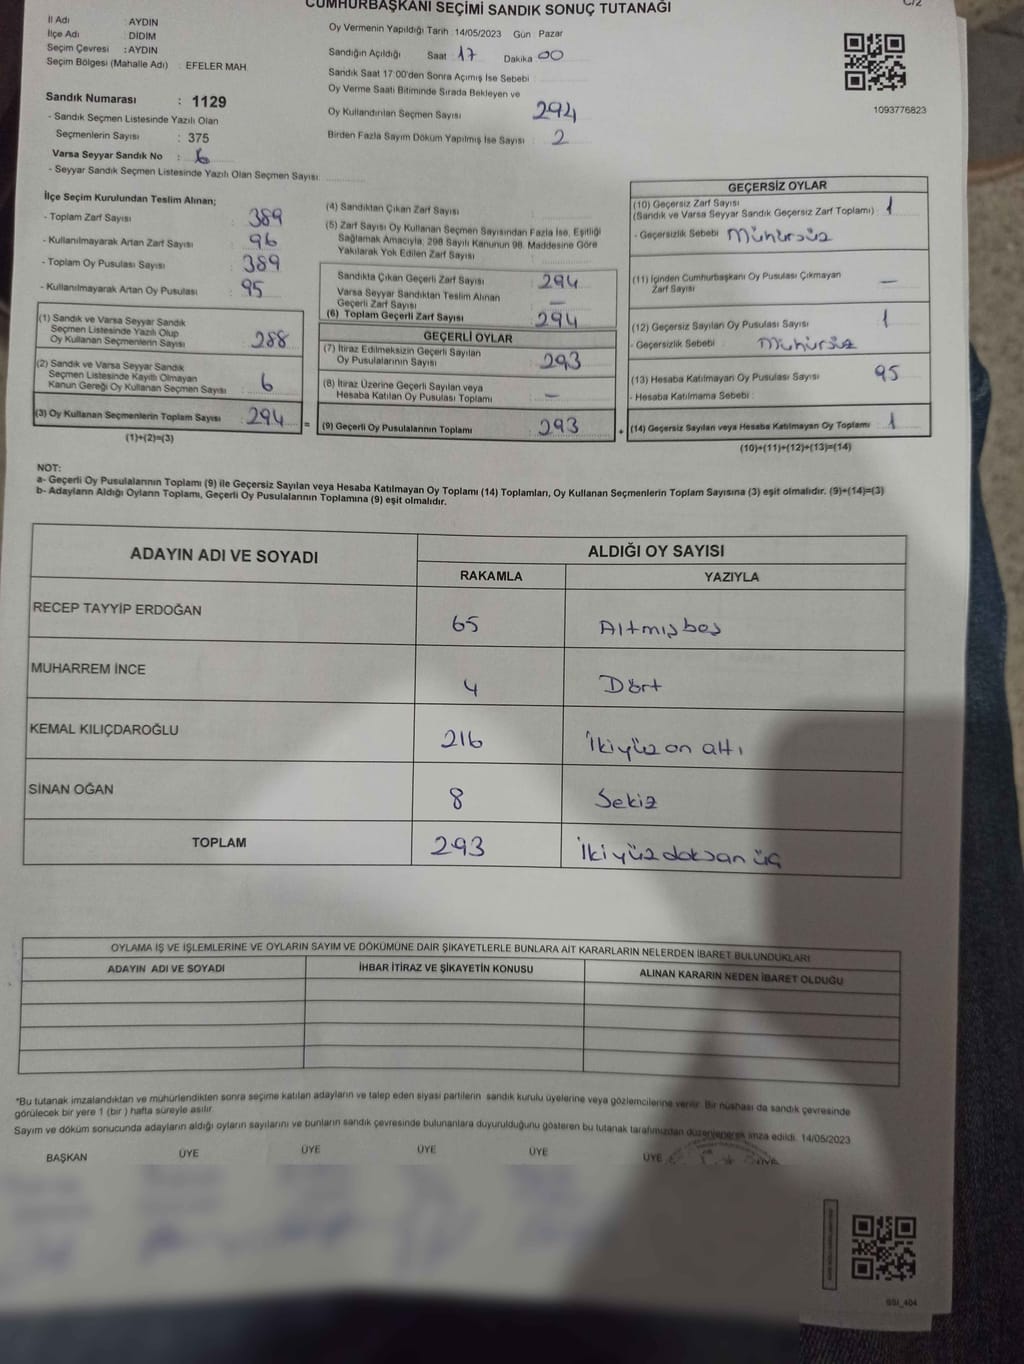 CUMHURBAŞKANI SEÇİMİ SANDIK SONUÇ TUTANAĞI
C/2
İl Adı : AYDIN
İlçe Adı : DİDİM
Seçim Çevresi : AYDIN
Seçim Bölgesi (Mahalle Adı) : EFELER MAH
Sandık Numarası : 1129
- Sandık Seçmen Listesinde Yazılı Olan
Seçmenlerin Sayısı : 375
Varsa Seyyar Sandık No : 6
- Seyyar Sandık Seçmen Listesinde Yazılı Olan Seçmen Sayısı:
Oy Vermenin Yapıldığı Tarih : 14/05/2023 Gün : Pazar
Sandığın Açıldığı Saat 17 Dakika 00
Sandık Saat 17:00'den Sonra Açımış İse Sebebi
Oy Verme Saati Bitiminde Sırada Bekleyen ve
Oy Kullandırılan Seçmen Sayısı 294
Birden Fazla Sayım Döküm Yapılmış İse Sayısı : 2
1093776823
İlçe Seçim Kurulundan Teslim Alınan;
- Toplam Zarf Sayısı : 389
- Kullanılmayarak Artan Zarf Sayısı : 96
- Toplam Oy Pusulası Sayısı : 389
- Kullanılmayarak Artan Oy Pusulası : 95
(1) Sandık ve Varsa Seyyar Sandık
Seçmen Listesinde Yazılı Olup
Oy Kullanan Seçmenlerin Sayısı : 288
(2) Sandık ve Varsa Seyyar Sandık
Seçmen Listesinde Kayıtlı Olmayan
Kanun Gereği Oy Kullanan Seçmen Sayısı : 6
(3) Oy Kullanan Seçmenlerin Toplam Sayısı : 294
(1)+(2)=(3)
(4) Sandıktan Çıkan Zarf Sayısı
(5) Zarf Sayısı Oy Kullanan Seçmen Sayısından Fazla İse, Eşitliği
Sağlamak Amacıyla; 298 Sayılı Kanunun 98. Maddesine Göre
Yakılarak Yok Edilen Zarf Sayısı
Sandıkta Çıkan Geçerli Zarf Sayısı : 294
Varsa Seyyar Sandıktan Teslim Alınan
Geçerli Zarf Sayısı : —
(6) Toplam Geçerli Zarf Sayısı : 294
GEÇERLİ OYLAR
(7) İtiraz Edilmeksizin Geçerli Sayılan
Oy Pusulalarının Sayısı : 293
(8) İtiraz Üzerine Geçerli Sayılan veya
Hesaba Katılan Oy Pusulası Toplamı : —
= (9) Geçerli Oy Pusulalarının Toplamı : 293
GEÇERSİZ OYLAR
(10) Geçersiz Zarf Sayısı
(Sandık ve Varsa Seyyar Sandık Geçersiz Zarf Toplamı) : 1
- Geçersizlik Sebebi : Mühürsüz
(11) İçinden Cumhurbaşkanı Oy Pusulası Çıkmayan
Zarf Sayısı : —
(12) Geçersiz Sayılan Oy Pusulası Sayısı : 1
- Geçersizlik Sebebi : Mühürsüz
(13) Hesaba Katılmayan Oy Pusulası Sayısı : 95
- Hesaba Katılmama Sebebi :
+ (14) Geçersiz Sayılan veya Hesaba Katılmayan Oy Toplamı : 1
(10)+(11)+(12)+(13)=(14)
NOT:
a- Geçerli Oy Pusulalarının Toplamı (9) ile Geçersiz Sayılan veya Hesaba Katılmayan Oy Toplamı (14) Toplamları, Oy Kullanan Seçmenlerin Toplam Sayısına (3) eşit olmalıdır. (9)+(14)=(3)
b- Adayların Aldığı Oyların Toplamı, Geçerli Oy Pusulalarının Toplamına (9) eşit olmalıdır.
ADAYIN ADI VE SOYADI ALDIĞI OY SAYISI
RAKAMLA YAZIYLA
RECEP TAYYİP ERDOĞAN 65 Altmışbeş
MUHARREM İNCE 4 Dört
KEMAL KILIÇDAROĞLU 216 İkiyüz on altı
SİNAN OĞAN 8 Sekiz
TOPLAM 293 İkiyüz doksan üç
OYLAMA İŞ VE İŞLEMLERİNE VE OYLARIN SAYIM VE DÖKÜMÜNE DAİR ŞİKAYETLERLE BUNLARA AİT KARARLARIN NELERDEN İBARET BULUNDUKLARI
ADAYIN ADI VE SOYADI İHBAR İTİRAZ VE ŞİKAYETİN KONUSU ALINAN KARARIN NEDEN İBARET OLDUĞU
*Bu tutanak imzalandıktan ve mühürlendikten sonra seçime katılan adayların ve talep eden siyasi partilerin sandık kurulu üyelerine veya gözlemcilerine verilir. Bir nüshası da sandık çevresinde
görülecek bir yere 1 (bir ) hafta süreyle asılır.
Sayım ve döküm sonucunda adayların aldığı oyların sayılarını ve bunların sandık çevresinde bulunanlara duyurulduğunu gösteren bu tutanak tarafımızdan düzenlenerek imza edildi. 14/05/2023
BAŞKAN ÜYE ÜYE ÜYE ÜYE ÜYE